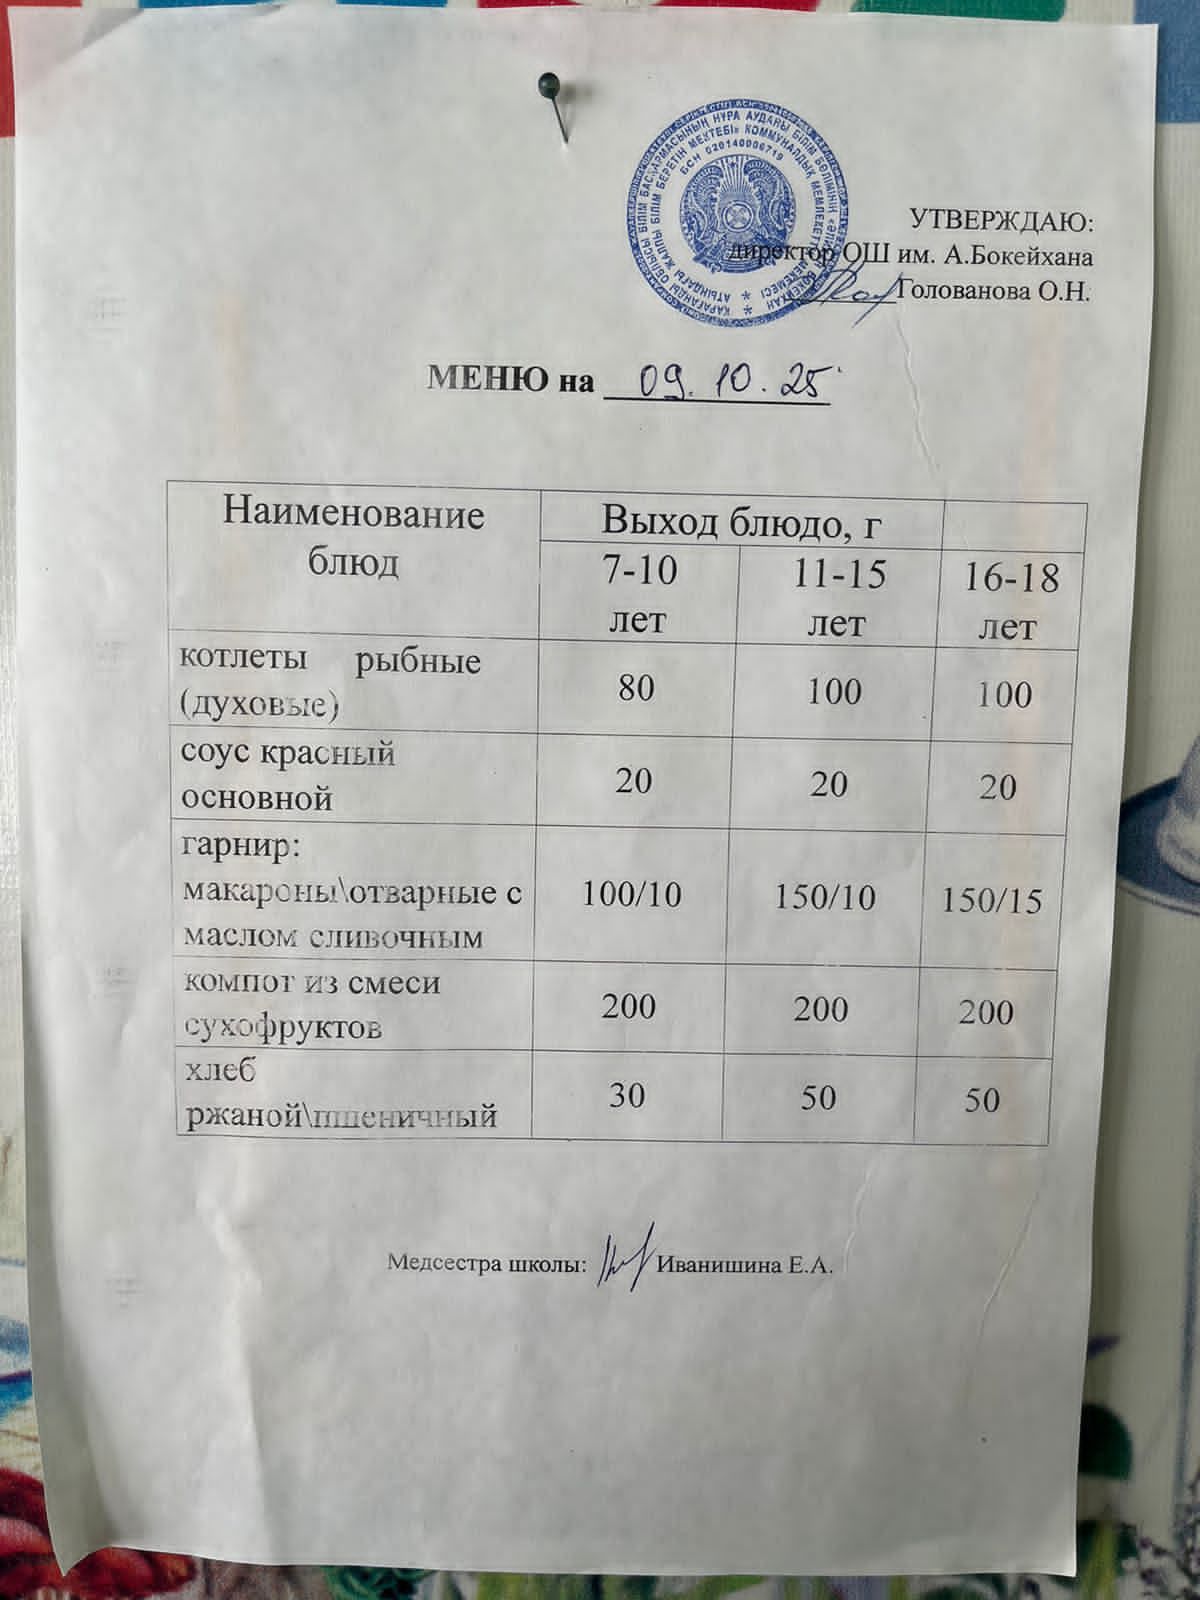 УТВЕРЖДАЮ:
директор ОШ им. А.Бокейхана
Голованова О.Н.
БСН 020140006719
МЕНЮ на 09.10.25
Наименование блюд
Выход блюдо, г
7-10 лет
11-15 лет
16-18 лет
котлеты рыбные
(духовые)
80
100
100
соус красный
основной
20
20
20
гарнир:
макароны\отварные с
маслом сливочным
100/10
150/10
150/15
компот из смеси
сухофруктов
200
200
200
хлеб
ржаной\пшеничный
30
50
50
Медсестра школы: Иванишина Е.А.